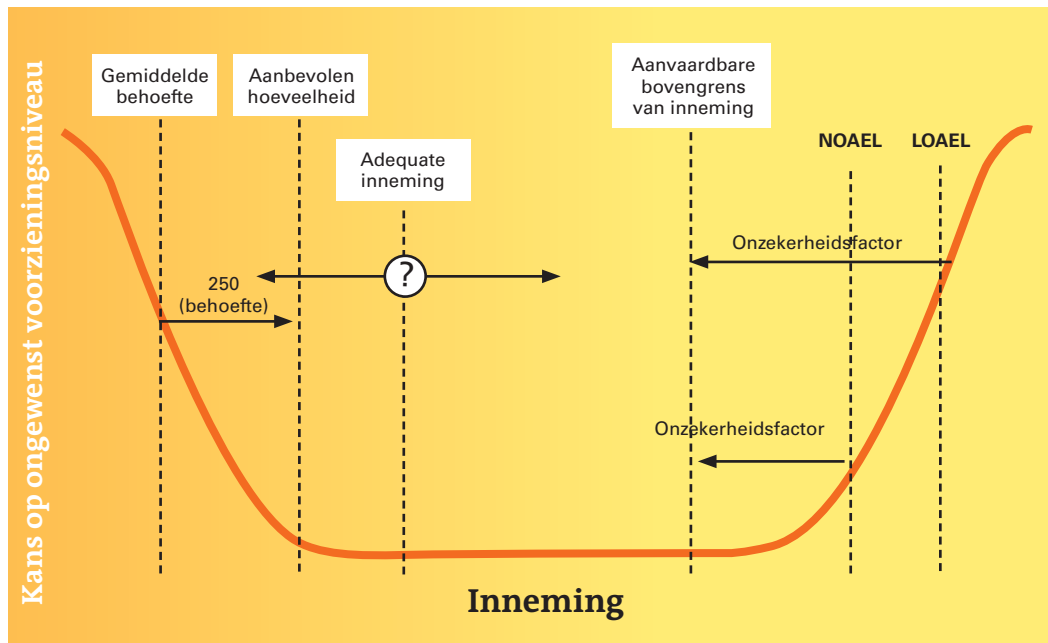 Kans op ongewenst voorzieningsniveau
Gemiddelde
behoefte
Aanbevolen
hoeveelheid
Adequate
inneming
Aanvaardbare
bovengrens
van inneming
NOAEL
LOAEL
Onzekerheidsfactor
?
250
(behoefte)
Onzekerheidsfactor
Inneming